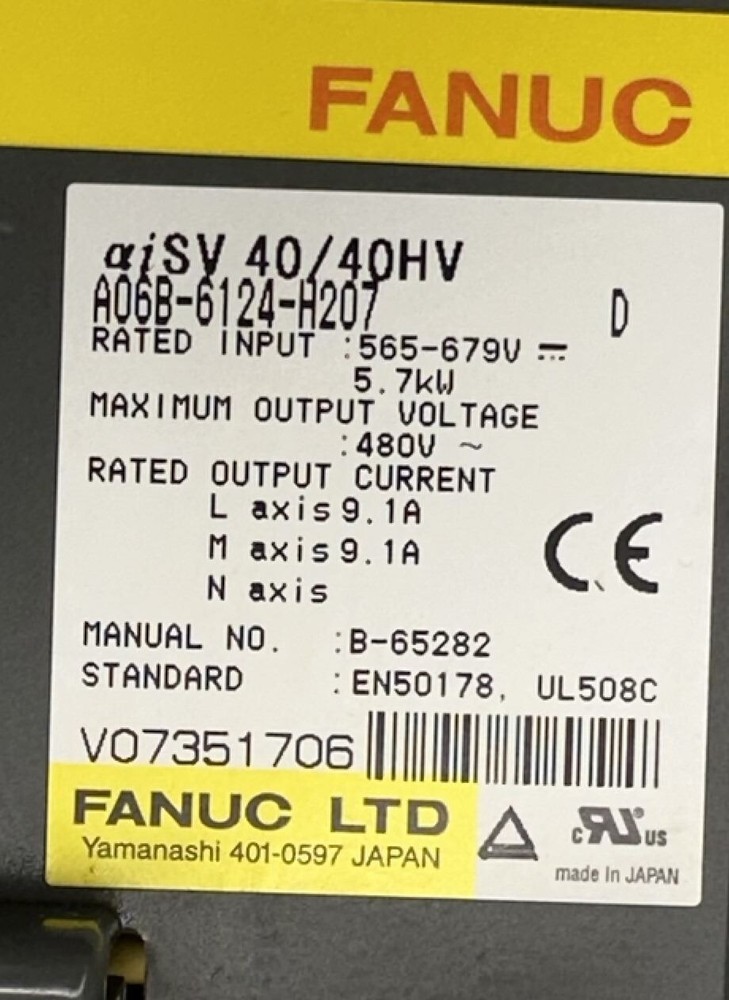 FANUC
αiSV 40/40HV
A06B-6124-H207 D
RATED INPUT :565-679V ⎓
5.7kW
MAXIMUM OUTPUT VOLTAGE
:480V ~
RATED OUTPUT CURRENT
L axis 9.1A
M axis 9.1A
N axis
CE
MANUAL NO. :B-65282
STANDARD :EN50178, UL508C
V07351706
FANUC LTD
Yamanashi 401-0597 JAPAN
c RU ® US
made in JAPAN